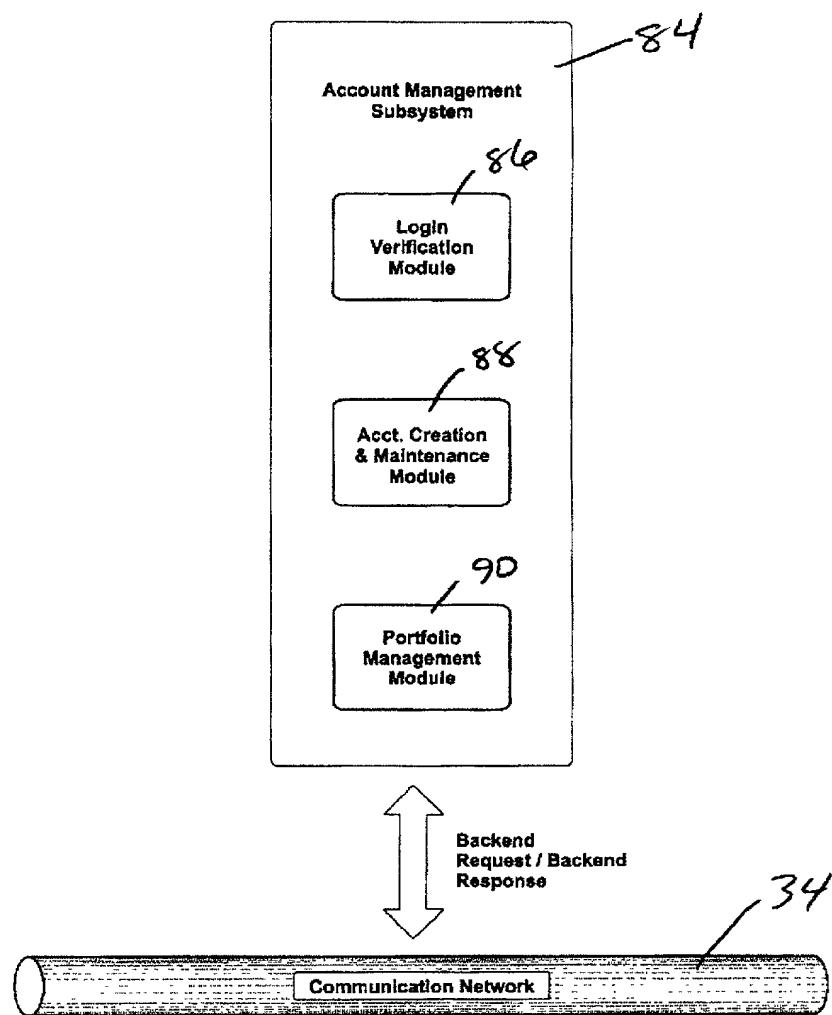 84
Account Management
Subsystem
86
Login
Verification
Module
88
Acct. Creation
& Maintenance
Module
90
Portfolio
Management
Module
Backend
Request / Backend
Response
34
Communication Network